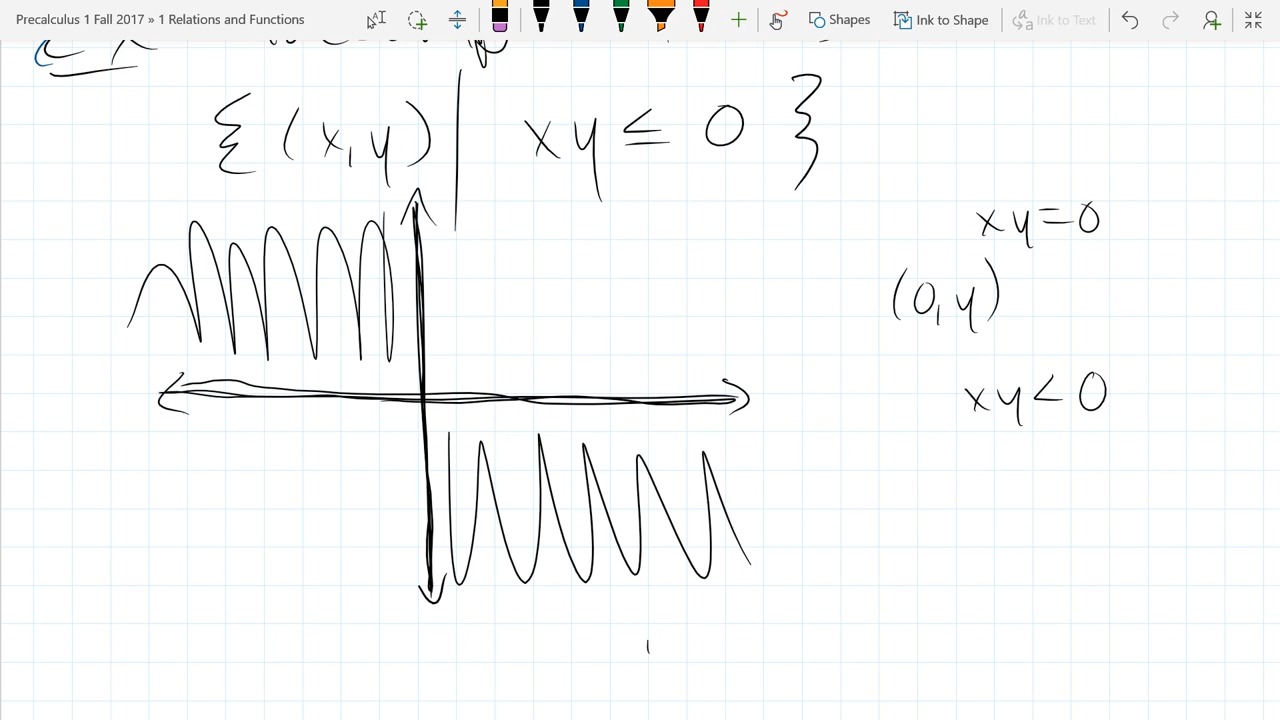 Precalculus 1 Fall 2017 » 1 Relations and Functions
Shapes
Ink to Shape
Ink to Text
{ (x,y) | xy ≤ 0 }
xy=0
(0,y)
xy<0